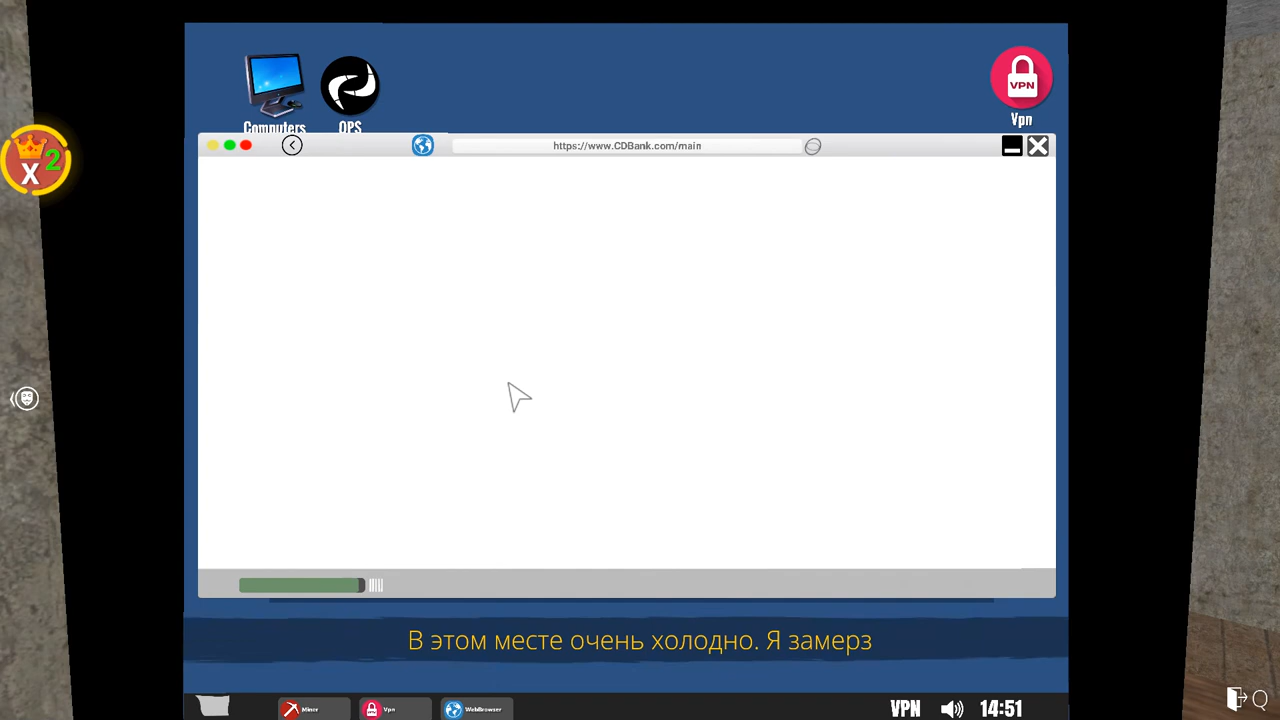 Computers
OPS
VPN
Vpn
X2
https://www.CDBank.com/main
В этом месте очень холодно. Я замерз
Miner
Vpn
WebBrowser
VPN
14:51
Q